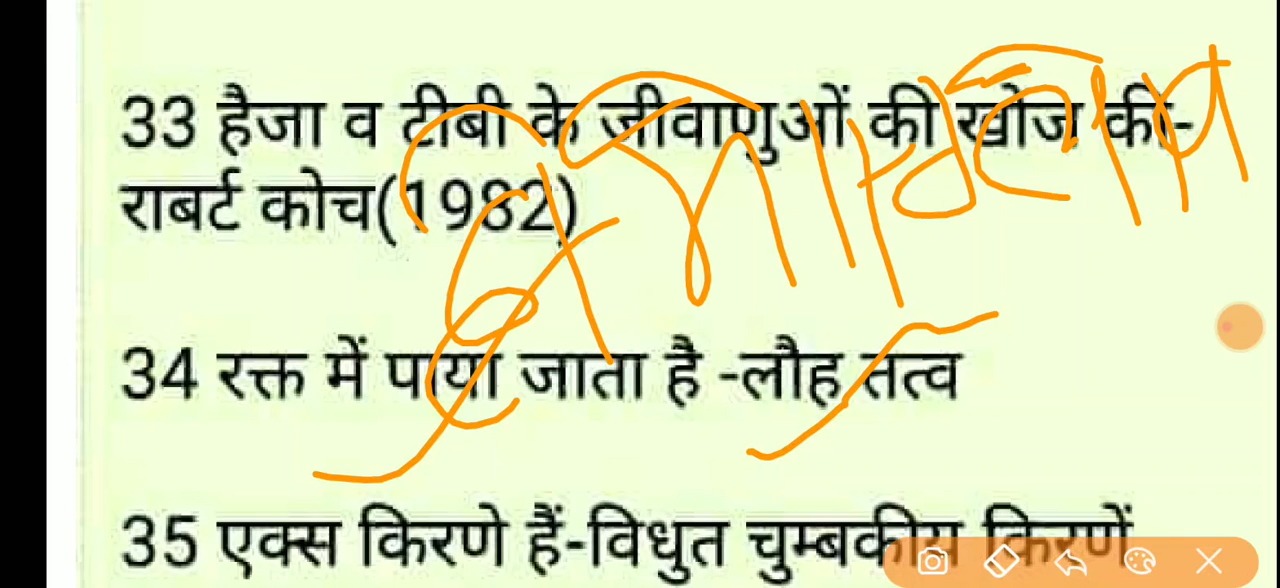 33 हैजा व टीबी के जीवाणुओं की खोज की-
राबर्ट कोच(1982)
34 रक्त में पाया जाता है -लौह तत्व
35 एक्स किरणे हैं-विधुत चुम्बकीय किरणें